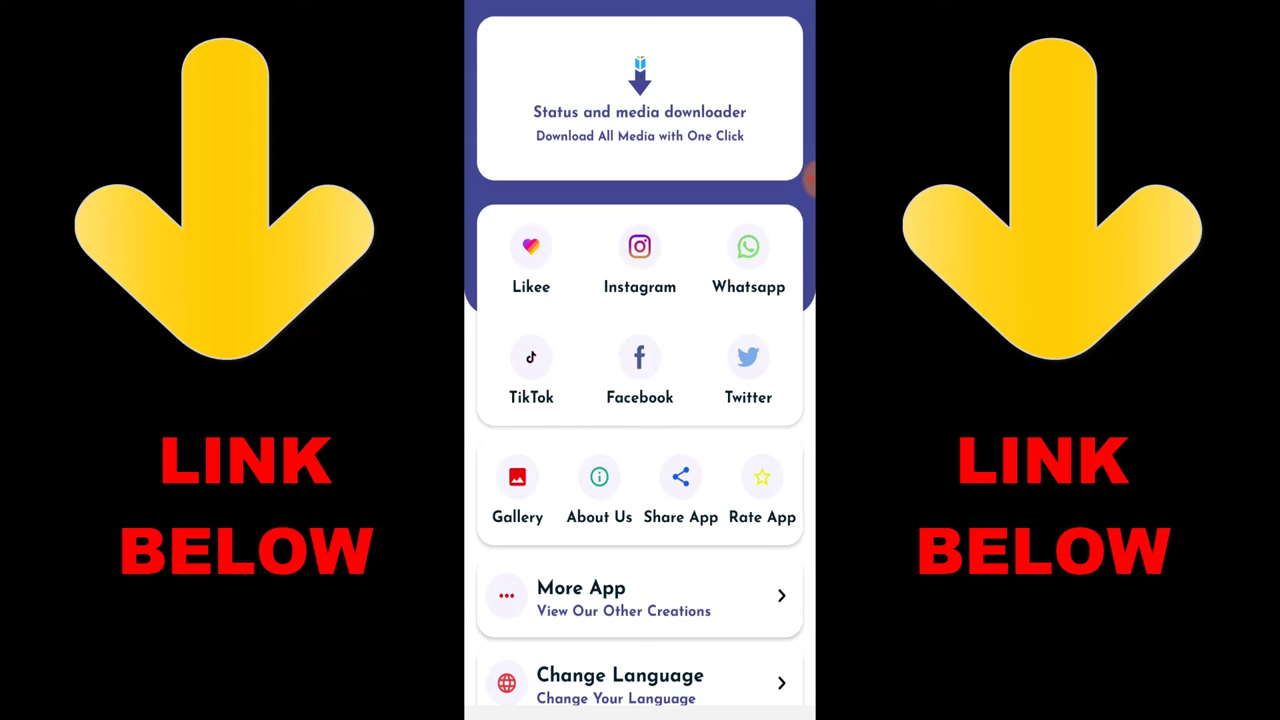 Status and media downloader
Download All Media with One Click
Likee
Instagram
Whatsapp
TikTok
Facebook
Twitter
LINK
BELOW
LINK
BELOW
Gallery
About Us
Share App
Rate App
More App
View Our Other Creations
Change Language
Change Your Language